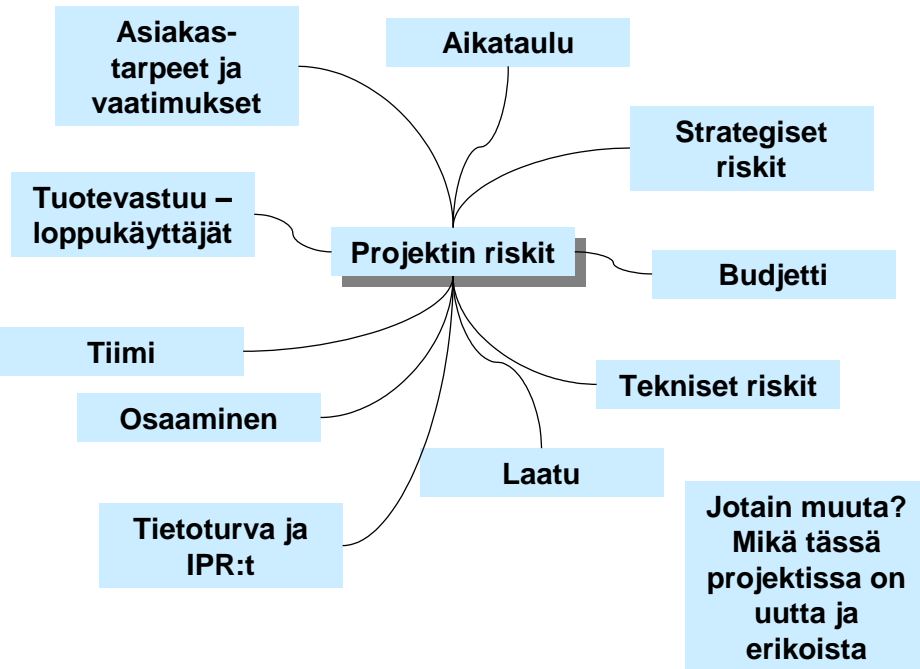 Asiakas-
tarpeet ja
vaatimukset
Aikataulu
Strategiset
riskit
Tuotevastuu –
loppukäyttäjät
Projektin riskit
Budjetti
Tiimi
Tekniset riskit
Osaaminen
Laatu
Tietoturva ja
IPR:t
Jotain muuta?
Mikä tässä
projektissa on
uutta ja
erikoista